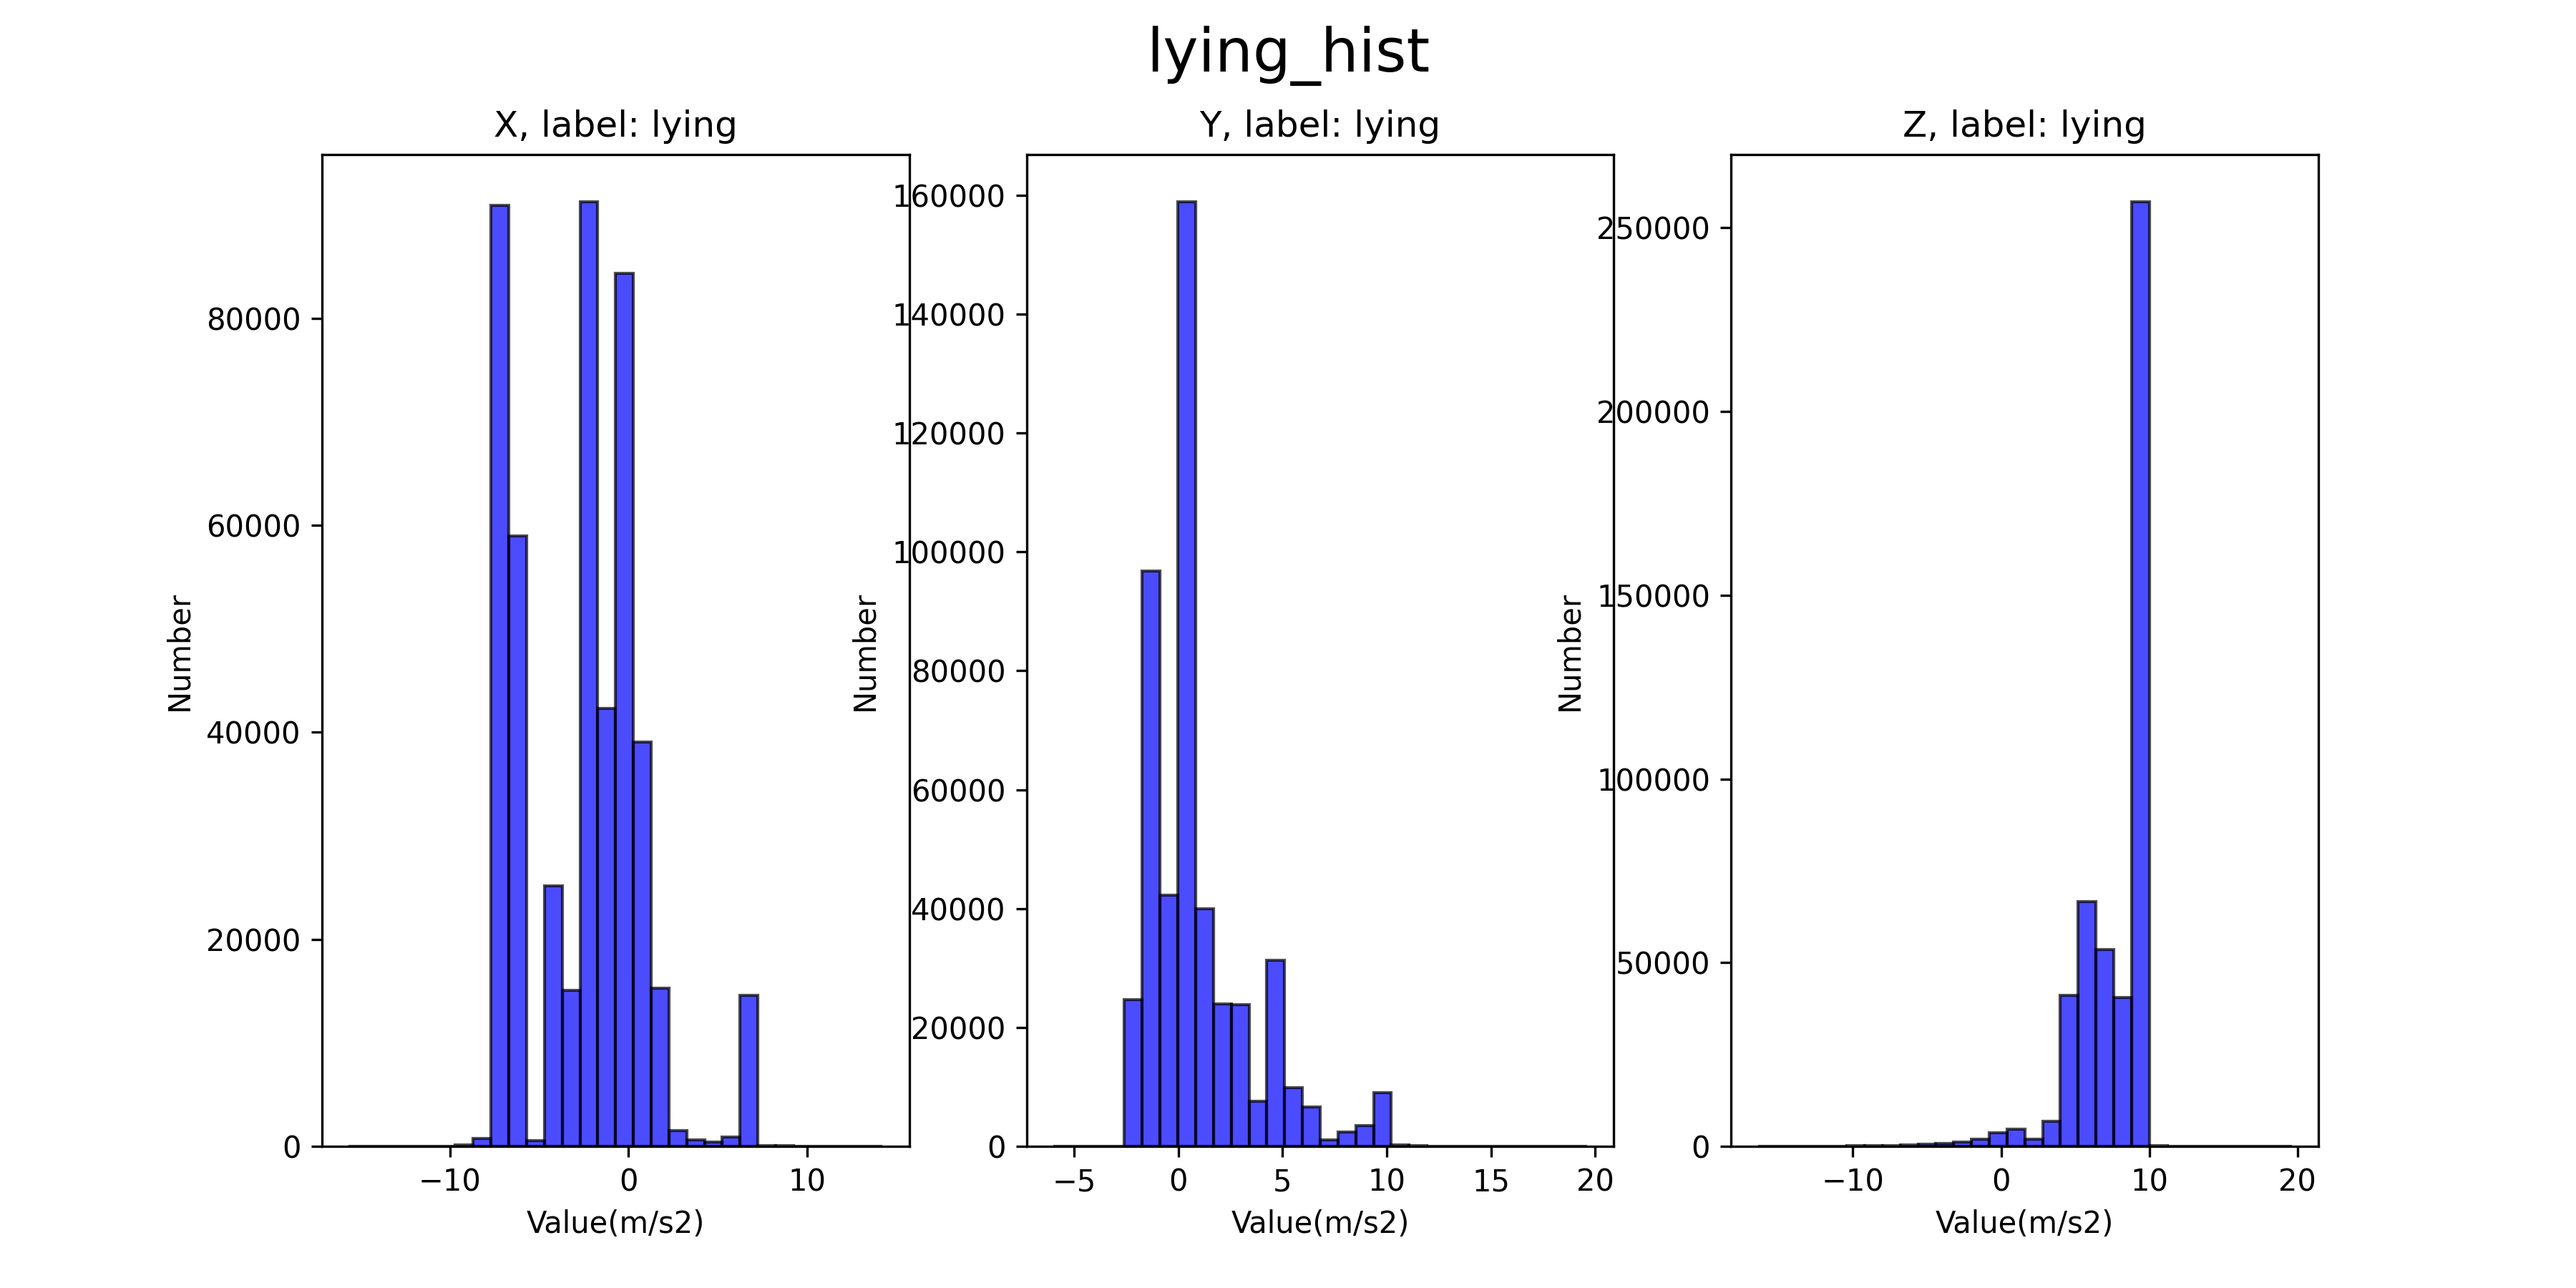 lying_hist
X, label: lying
80000
60000
40000
20000
0
Number
−10 0 10
Value(m/s2)
Y, label: lying
160000
140000
120000
100000
80000
60000
40000
20000
0
Number
−5 0 5 10 15 20
Value(m/s2)
Z, label: lying
250000
200000
150000
100000
50000
0
Number
−10 0 10 20
Value(m/s2)